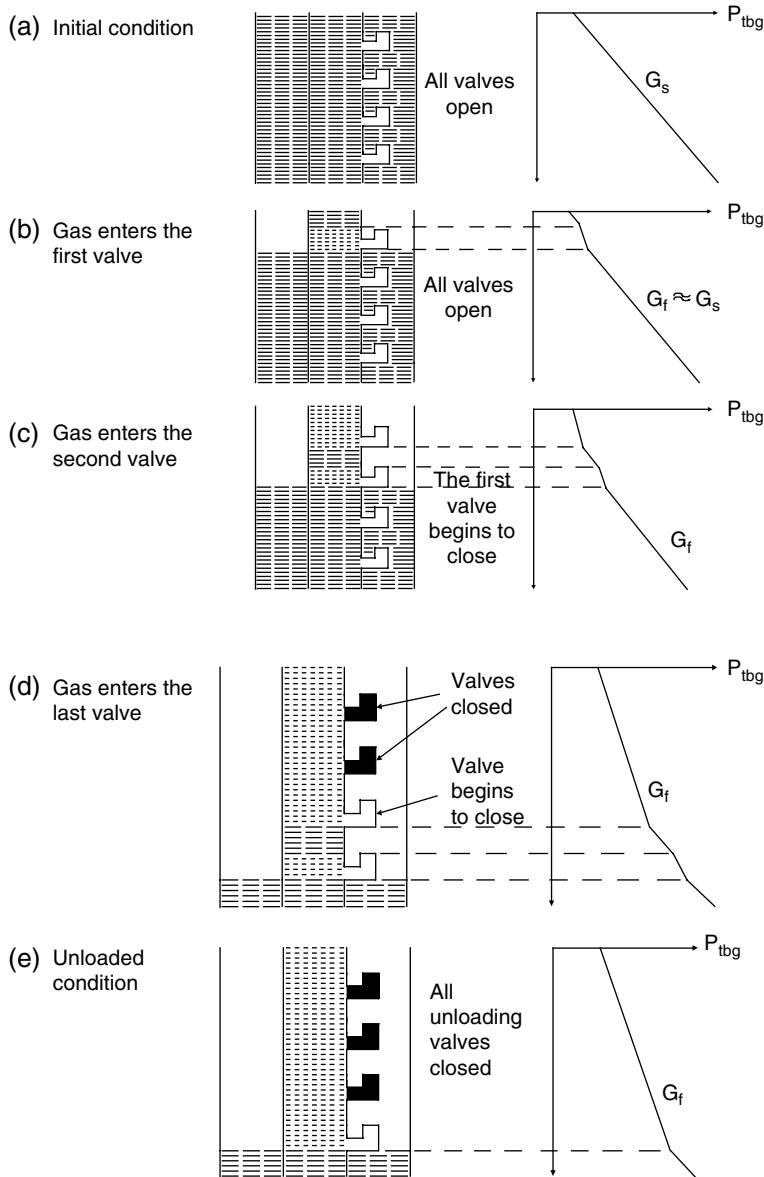 (a) Initial condition
All valves
open
P_tbg
G_s
(b) Gas enters the
first valve
All valves
open
P_tbg
G_f ≈ G_s
(c) Gas enters the
second valve
The first
valve
begins to
close
P_tbg
G_f
(d) Gas enters the
last valve
Valves
closed
Valve
begins
to close
P_tbg
G_f
(e) Unloaded
condition
All
unloading
valves
closed
P_tbg
G_f